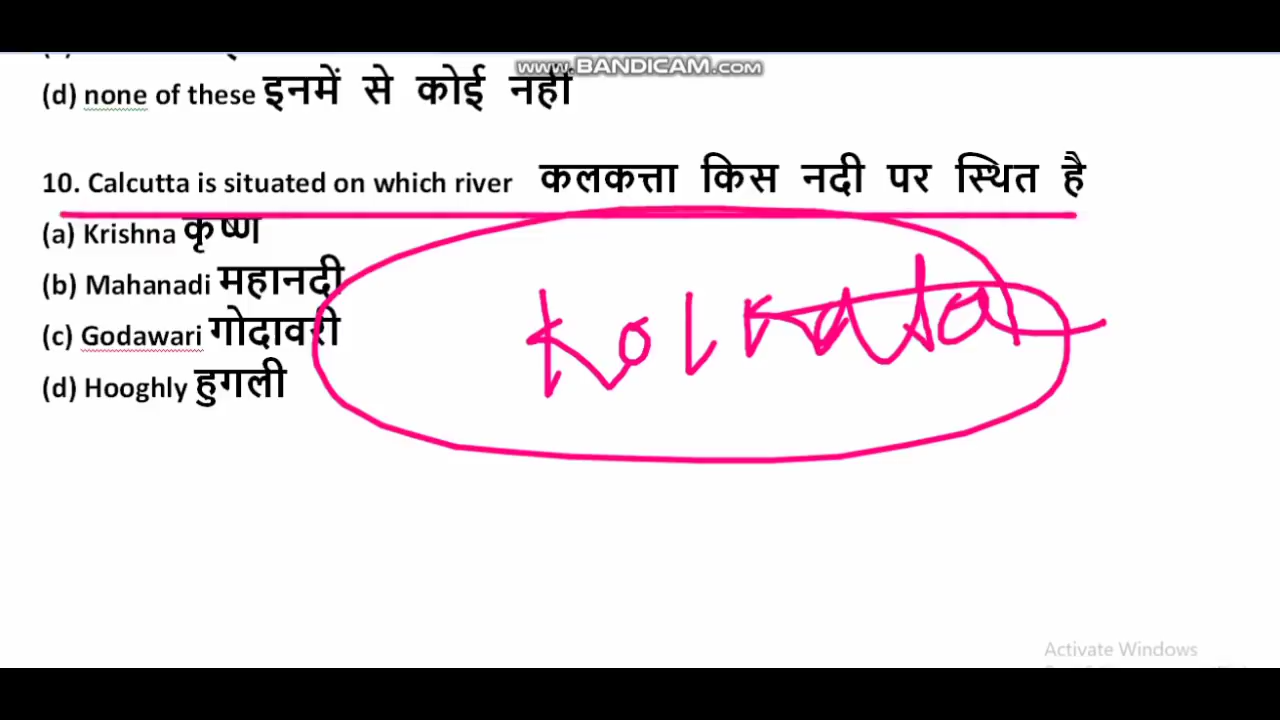 www.BANDICAM.com
(d) none of these इनमें से कोई नहीं
10. Calcutta is situated on which river कलकत्ता किस नदी पर स्थित है
(a) Krishna कृष्ण
(b) Mahanadi महानदी
(c) Godawari गोदावरी
(d) Hooghly हुगली
Kolkata
Activate Windows